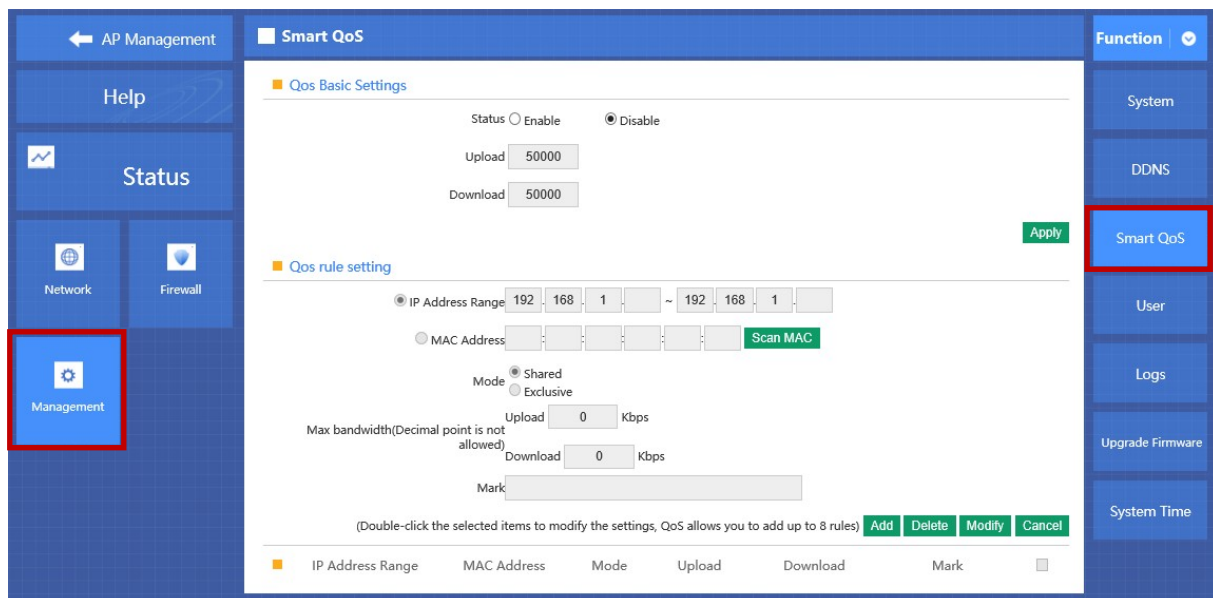 AP Management
Help
Status
Network
Firewall
Management
Smart QoS
Qos Basic Settings
Status Enable Disable
Upload 50000
Download 50000
Apply
Qos rule setting
IP Address Range 192 . 168 . 1 . ~ 192 . 168 . 1 .
MAC Address : : : : : Scan MAC
Mode Shared
Exclusive
Max bandwidth(Decimal point is not allowed)
Upload 0 Kbps
Download 0 Kbps
Mark
(Double-click the selected items to modify the settings, QoS allows you to add up to 8 rules) Add Delete Modify Cancel
IP Address Range MAC Address Mode Upload Download Mark
Function
System
DDNS
Smart QoS
User
Logs
Upgrade Firmware
System Time